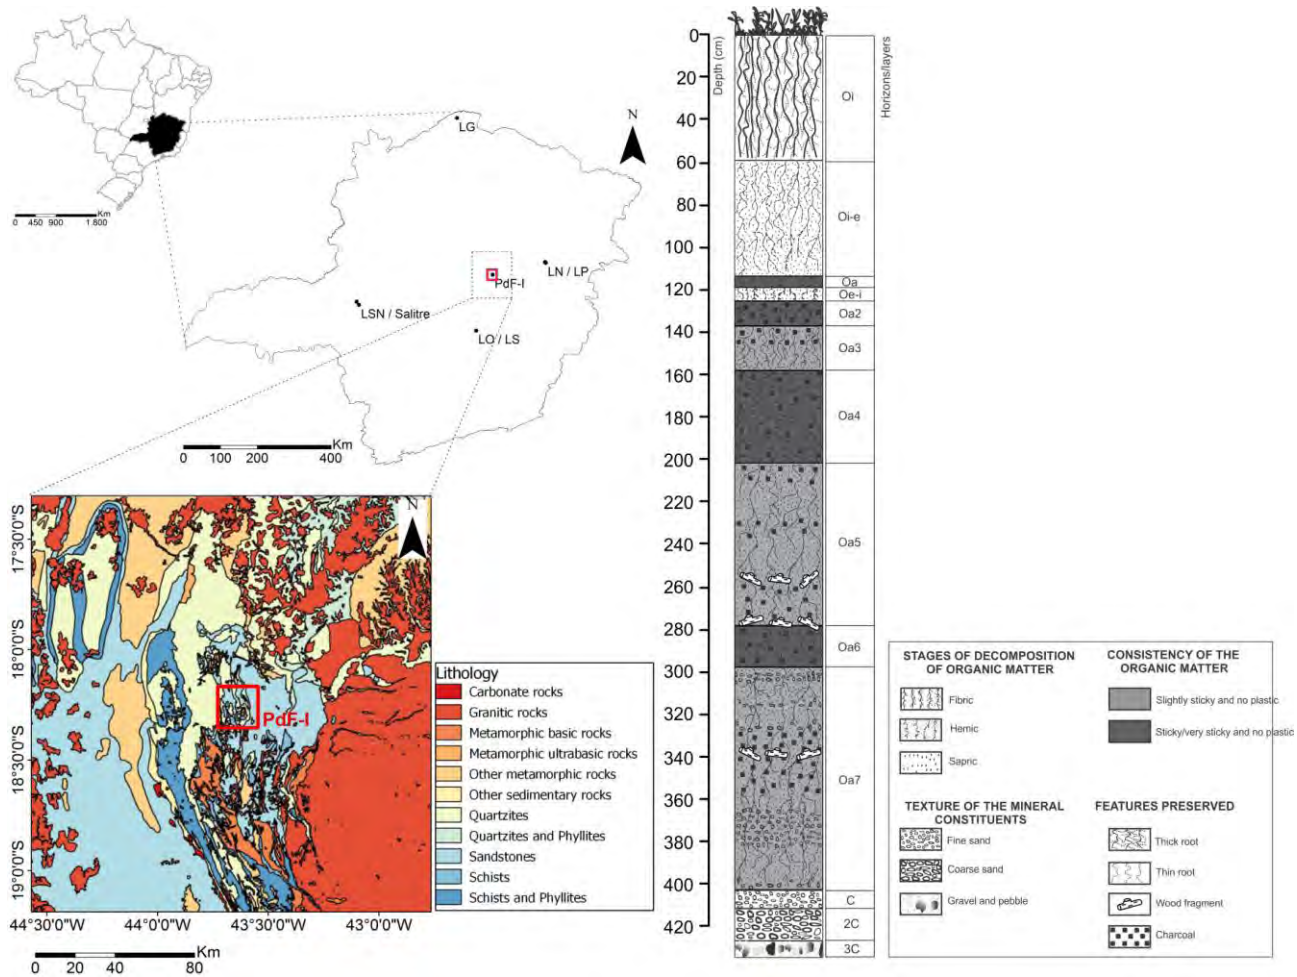 Km
0 450 900 1.800
N
LG
LN / LP
PdF-I
LSN / Salitre
LO / LS
Km
0 100 200 400
N
17°30'0"S
18°0'0"S
18°30'0"S
19°0'0"S
PdF-I
44°30'0"W 44°0'0"W 43°30'0"W 43°0'0"W
Km
0 20 40 80
Lithology
Carbonate rocks
Granitic rocks
Metamorphic basic rocks
Metamorphic ultrabasic rocks
Other metamorphic rocks
Other sedimentary rocks
Quartzites
Quartzites and Phyllites
Sandstones
Schists
Schists and Phyllites
Depth (cm)
0
20
40
60
80
100
120
140
160
180
200
220
240
260
280
300
320
340
360
380
400
420
Horizons/layers
Oi
Oi-e
Oa
Oe-i
Oa2
Oa3
Oa4
Oa5
Oa6
Oa7
C
2C
3C
STAGES OF DECOMPOSITION
OF ORGANIC MATTER
Fibric
Hemic
Sapric
CONSISTENCY OF THE
ORGANIC MATTER
Slightly sticky and no plastic
Sticky/very sticky and no plastic
TEXTURE OF THE MINERAL
CONSTITUENTS
Fine sand
Coarse sand
Gravel and pebble
FEATURES PRESERVED
Thick root
Thin root
Wood fragment
Charcoal